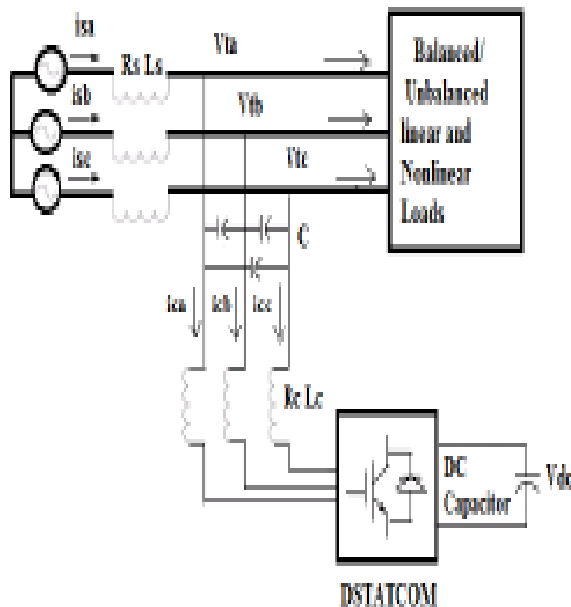 isa
Rs Ls
Vta
isb
Vtb
isc
Vtc
Balanced/
Unbalanced
linear and
Nonlinear
Loads
C
ica
icb
icc
Rc Lc
DC
Capacitor
Vdc
DSTATCOM